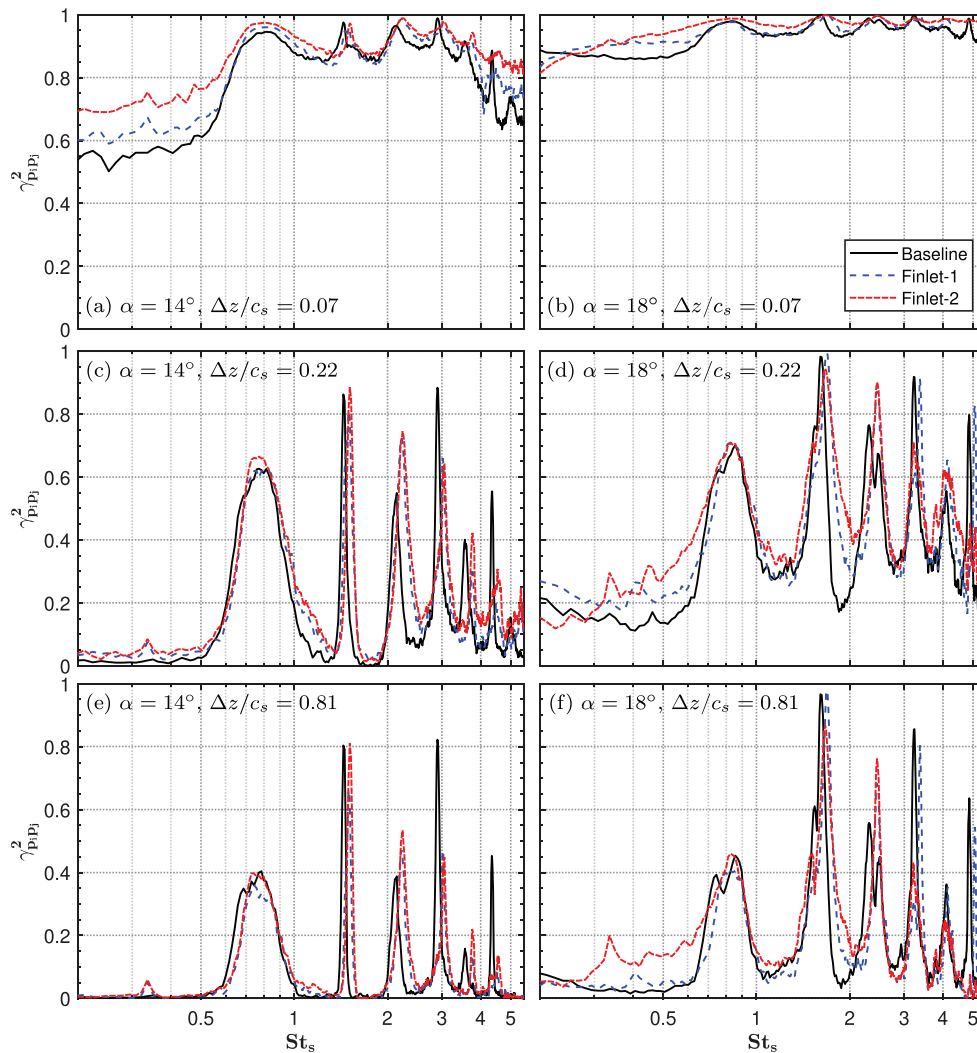 1
0.8
0.6
0.4
0.2
0
γ²ₚᵢₚⱼ
(a) α = 14°, Δz/cₛ = 0.07
(b) α = 18°, Δz/cₛ = 0.07
Baseline
Finlet-1
Finlet-2
1
0.8
0.6
0.4
0.2
0
γ²ₚᵢₚⱼ
(c) α = 14°, Δz/cₛ = 0.22
(d) α = 18°, Δz/cₛ = 0.22
1
0.8
0.6
0.4
0.2
0
γ²ₚᵢₚⱼ
(e) α = 14°, Δz/cₛ = 0.81
(f) α = 18°, Δz/cₛ = 0.81
0.5 1 2 3 4 5
0.5 1 2 3 4 5
Stₛ
Stₛ